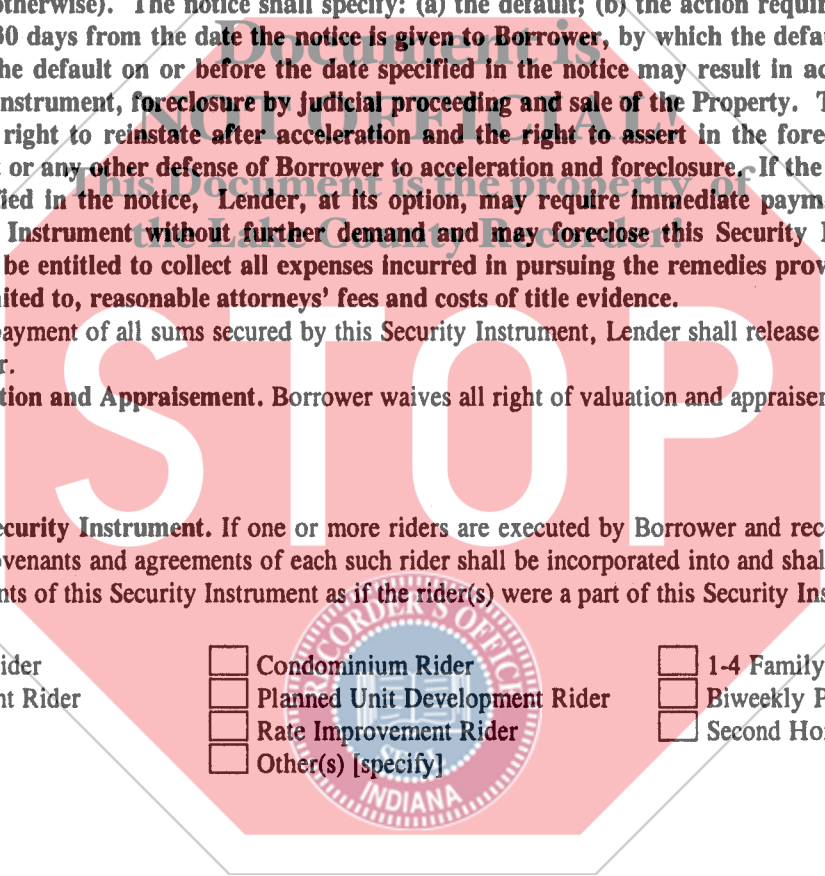 otherwise). The notice shall specify: (a) the default; (b) the action requir
30 days from the date the notice is given to Borrower, by which the defau
he default on or before the date specified in the notice may result in ac
nstrument, foreclosure by judicial proceeding and sale of the Property. T
right to reinstate after acceleration and the right to assert in the fore
or any other defense of Borrower to acceleration and foreclosure. If the
ied in the notice, Lender, at its option, may require immediate paym
Instrument without further demand and may foreclose this Security I
be entitled to collect all expenses incurred in pursuing the remedies prov
ited to, reasonable attorneys' fees and costs of title evidence.
ayment of all sums secured by this Security Instrument, Lender shall release
r.
tion and Appraisement. Borrower waives all right of valuation and appraisem
ecurity Instrument. If one or more riders are executed by Borrower and reco
venants and agreements of each such rider shall be incorporated into and shal
nts of this Security Instrument as if the rider(s) were a part of this Security Ins
ider
Condominium Rider
1-4 Family
nt Rider
Planned Unit Development Rider
Biweekly P
Rate Improvement Rider
Second Ho
Other(s) [specify]
Document is
NOT OFFICIAL!
This Document is the property of
the Lake County Recorder!
STOP
RECORDER'S OFFICE
SEAL
INDIANA